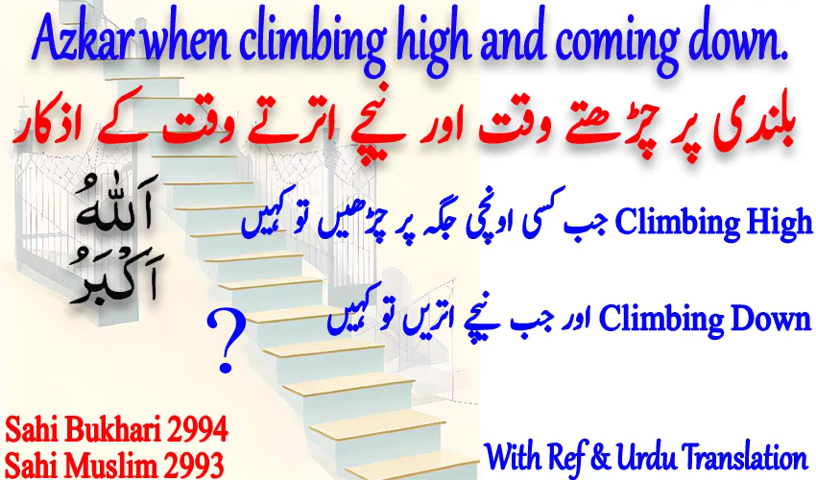 Azkar when climbing high and coming down.
بلندی پر چڑھتے وقت اور نیچے اترتے وقت کے اذکار
اَللّٰهُ
اَكْبَرُ
Climbing High جب کسی اونچی جگہ پر چڑھیں تو کہیں
Climbing Down اور جب نیچے اتریں تو کہیں
?
Sahi Bukhari 2994
Sahi Muslim 2993
With Ref & Urdu Translation